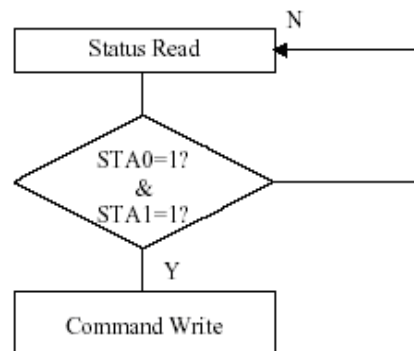 N
Status Read
STA0=1?
&
STA1=1?
Y
Command Write